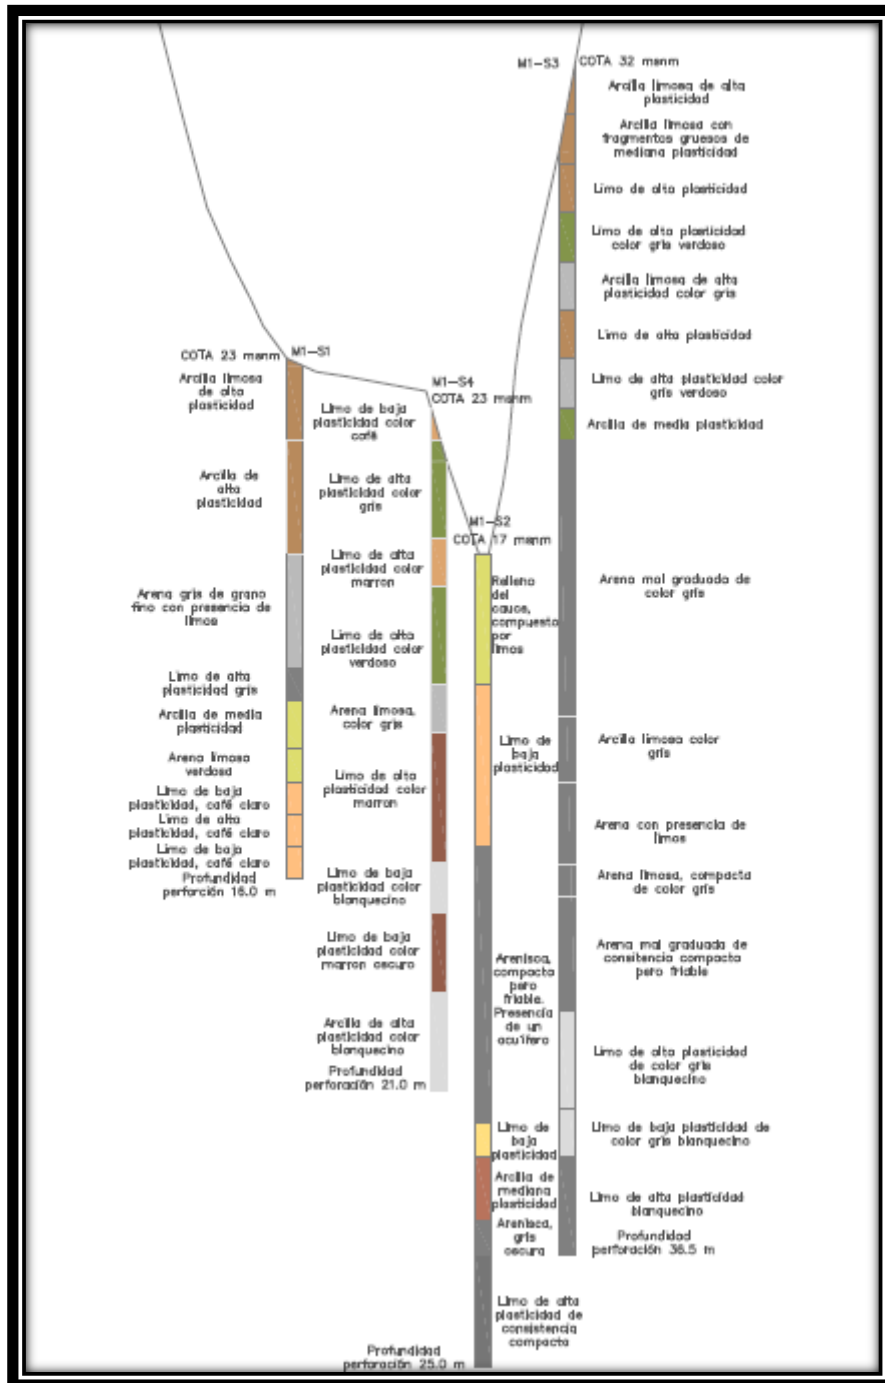 M1-S3
COTA 32 msnm
Arcilla limosa de alta
plasticidad
Arcilla limosa con
fragmentos gruesos de
mediana plasticidad
Limo de alta plasticidad
Limo de alta plasticidad
color gris verdoso
Arcilla limosa de alta
plasticidad color gris
Limo de alta plasticidad
Limo de alta plasticidad color
gris verdoso
Arcilla de media plasticidad
Arena mal graduada de
color gris
Arcilla limosa color
gris
Arena con presencia de
limos
Arena limosa, compacta
de color gris
Arena mal graduada de
consitencia compacta
pero friable
Limo de alta plasticidad
de color gris
blanquecino
Limo de baja plasticidad de
color gris blanquecino
Limo de alta plasticidad
blanquecino
Profundidad
perforación 36.5 m
COTA 23 msnm
M1-S1
Arcilla limosa
de alta
plasticidad
Arcilla de
alta
plasticidad
Arena gris de grano
fino con presencia de
limos
Limo de alta
plasticidad gris
Arcilla de media
plasticidad
Arena limosa
verdosa
Limo de baja
plasticidad, café claro
Limo de alta
plasticidad, café claro
Limo de baja
plasticidad, café claro
Profundidad
perforción 16.0 m
M1-S4
COTA 23 msnm
Limo de baja
plasticidad color
café
Limo de alta
plasticidad color
gris
Limo de alta
plasticidad color
marron
Limo de alta
plasticidad color
verdoso
Arena limosa,
color gris
Limo de alta
plasticidad color
marron
Limo de baja
plasticidad color
blanquecino
Limo de baja
plasticidad color
marron oscuro
Arcilla de alta
plasticidad color
blanquecino
Profundidad
perforación 21.0 m
M1-S2
COTA 17 msnm
Relleno
del
cauce,
compuesto
por
limos
Limo de
baja
plasticidad
Arenisca,
compacta
pero
friable.
Presencia
de un
acuífero
Limo de
baja
plasticidad
Arcilla de
mediana
plasticidad
Arenisca,
gris
oscura
Limo de alta
plasticidad de
consistencia
compacta
Profundidad
perforación 25.0 m